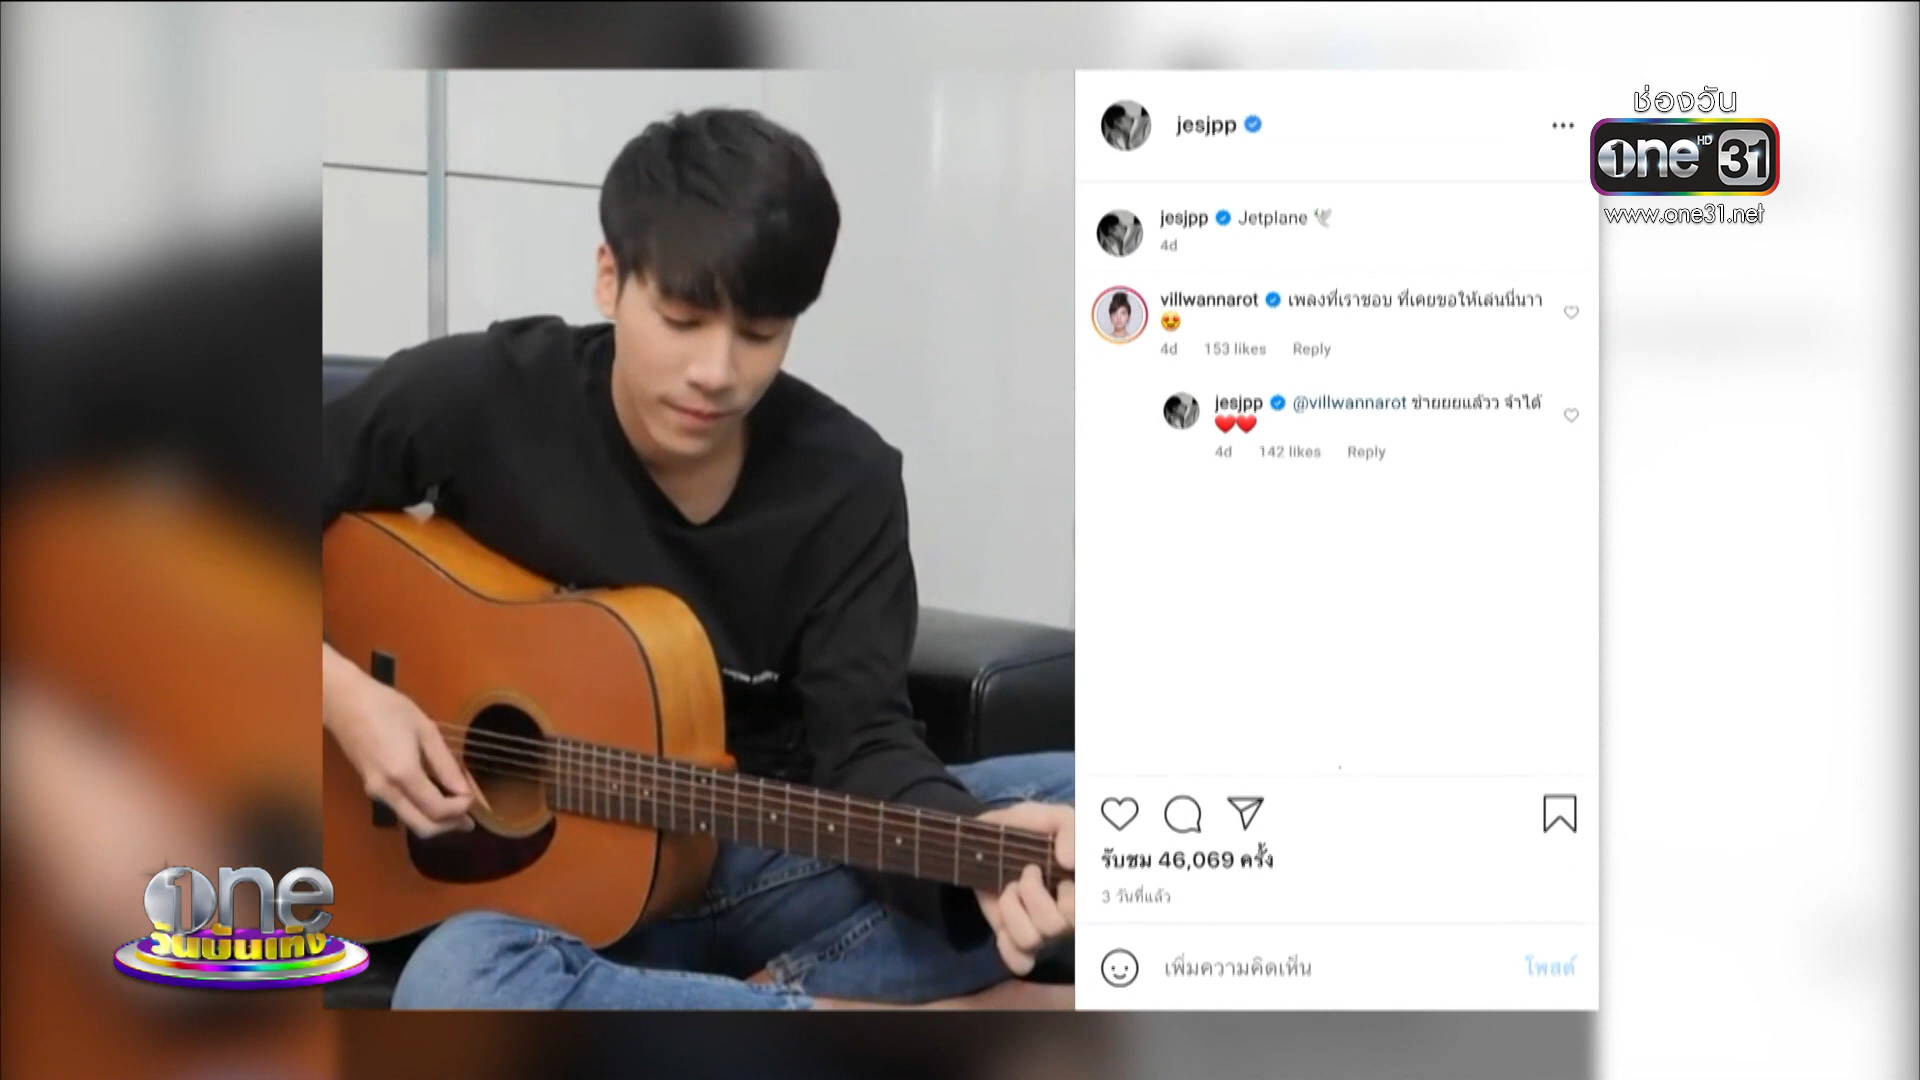 ช่องวัน
one HD 31
www.one31.net
jesjpp
jesjpp Jetplane 🕊
4d
villwannarot เพลงที่เราชอบ ที่เคยขอให้เล่นนี่นาา
😍
4d 153 likes Reply
jesjpp @villwannarot ข่ายยยแล้วว จำได้
❤️❤️
4d 142 likes Reply
รับชม 46,069 ครั้ง
3 วันที่แล้ว
เพิ่มความคิดเห็น โพสต์
one
วันบันเทิง